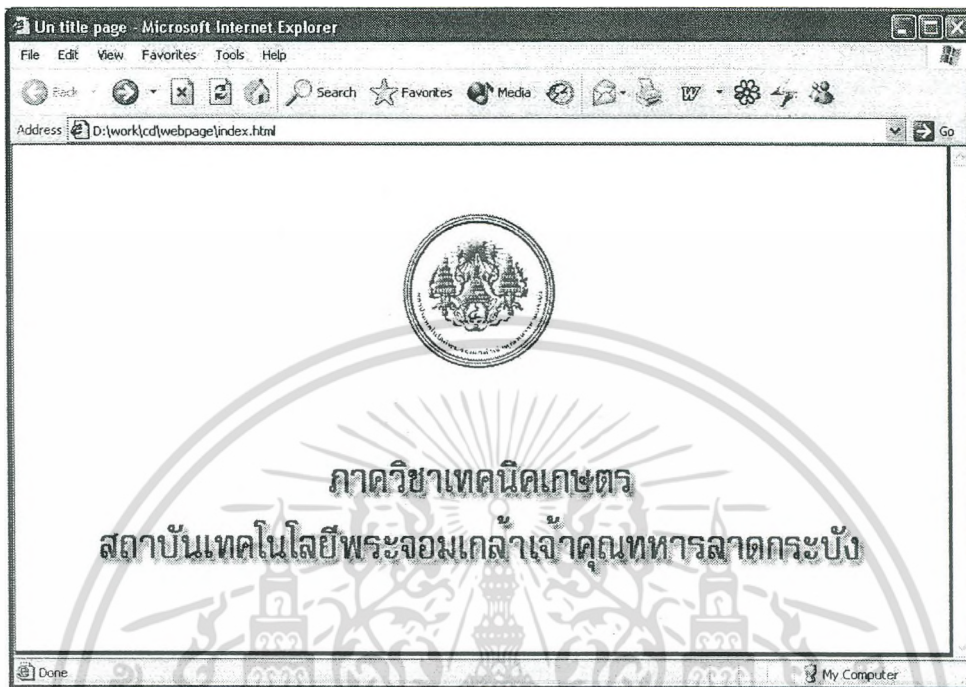 Un title page - Microsoft Internet Explorer
File Edit View Favorites Tools Help
Back Search Favorites Media
Address D:\work\cd\webpage\index.html Go
ภาควิชาเทคนิคเกษตร
สถาบันเทคโนโลยีพระจอมเกล้าเจ้าคุณทหารลาดกระบัง
Done My Computer